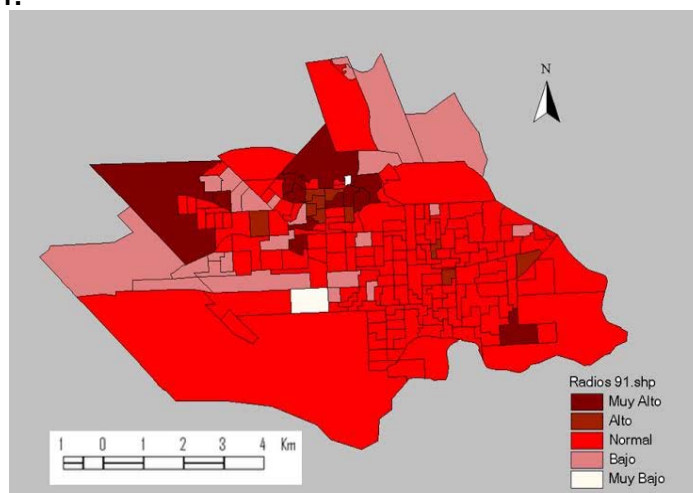 N
Radios 91.shp
Muy Alto
Alto
Normal
Bajo
Muy Bajo
1 0 1 2 3 4 Km